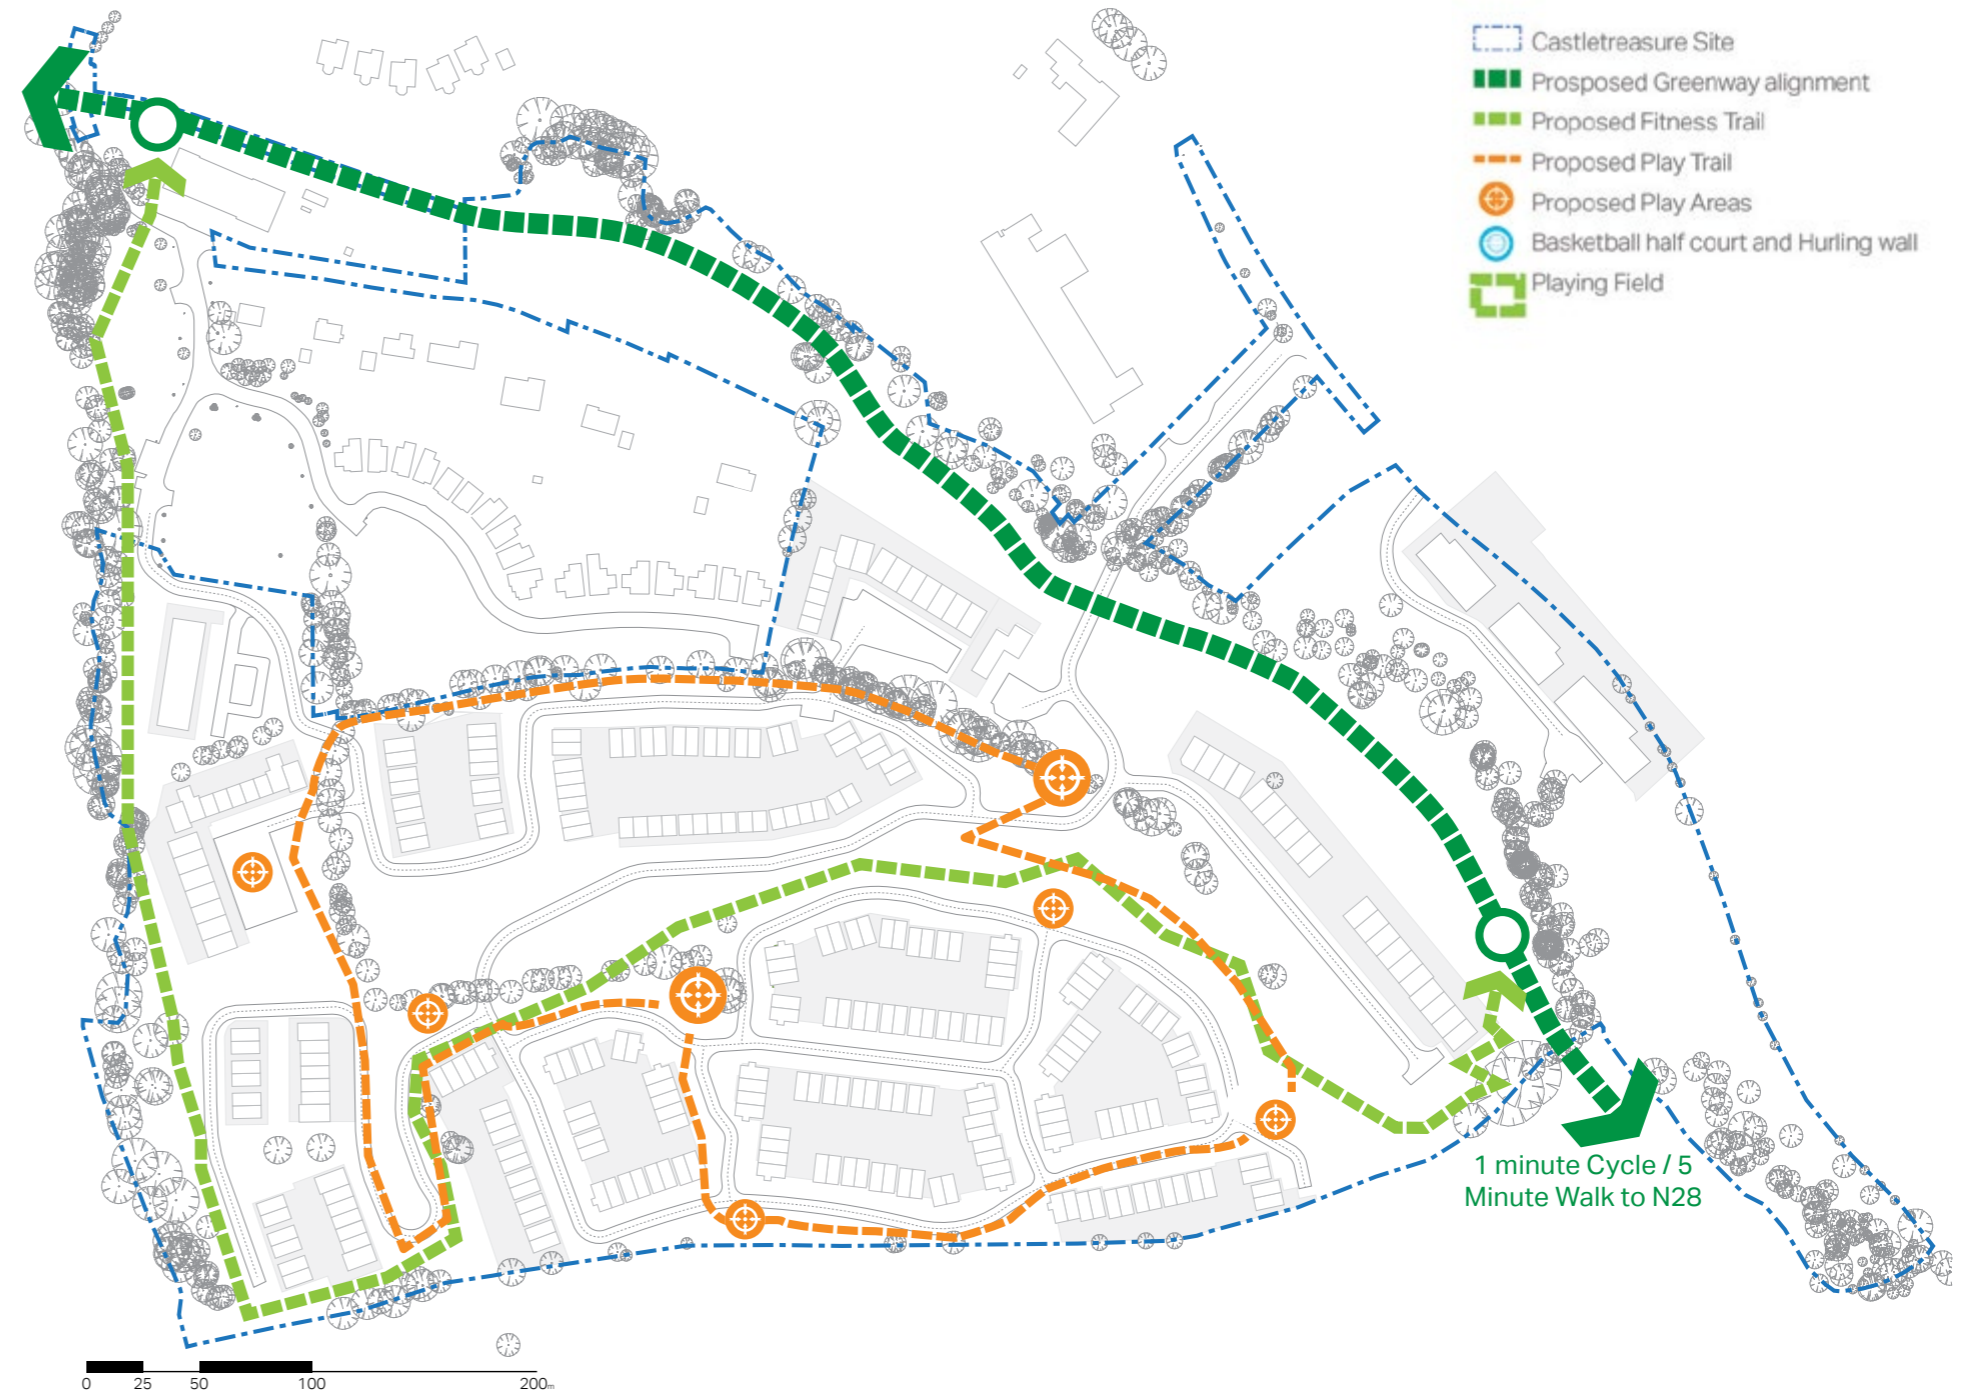 Castletreasure Site
Prosposed Greenway alignment
Proposed Fitness Trail
Proposed Play Trail
Proposed Play Areas
Basketball half court and Hurling wall
Playing Field
1 minute Cycle / 5
Minute Walk to N28
0 25 50 100 200m